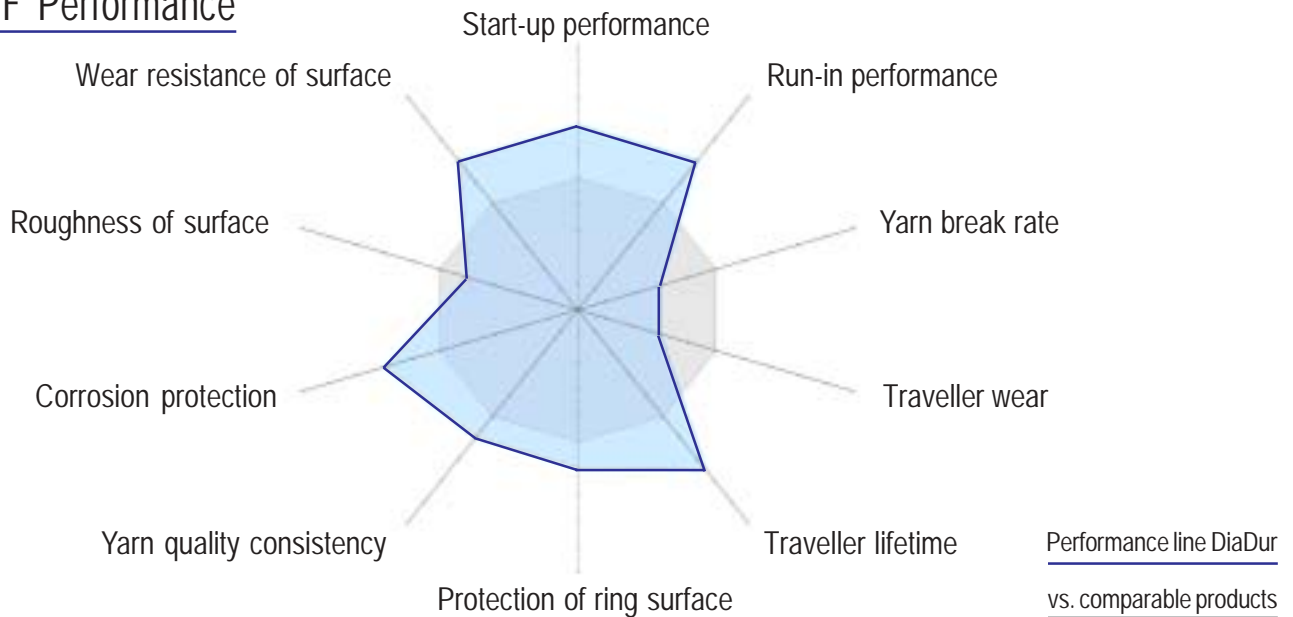 F Performance
Start-up performance
Wear resistance of surface
Run-in performance
Roughness of surface
Yarn break rate
Corrosion protection
Traveller wear
Yarn quality consistency
Traveller lifetime
Performance line DiaDur
Protection of ring surface
vs. comparable products